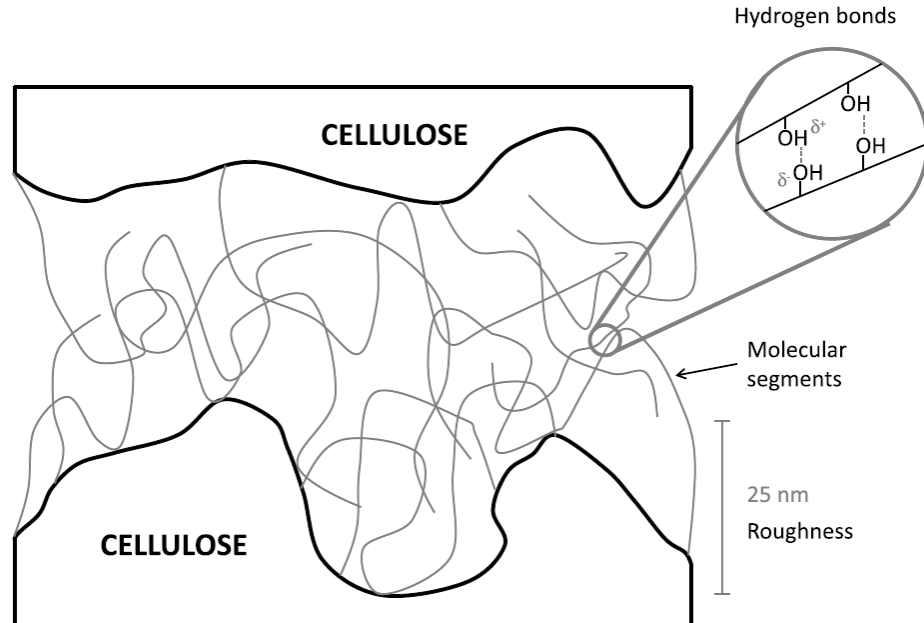 Hydrogen bonds
CELLULOSE
OH
OH δ⁺
OH
δ⁻ OH
Molecular
segments
25 nm
Roughness
CELLULOSE